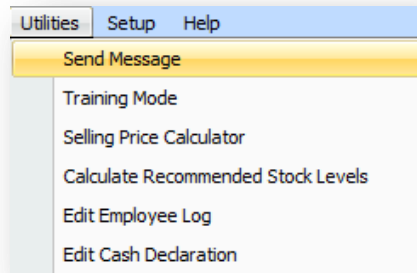 Utilities Setup Help
Send Message
Training Mode
Selling Price Calculator
Calculate Recommended Stock Levels
Edit Employee Log
Edit Cash Declaration